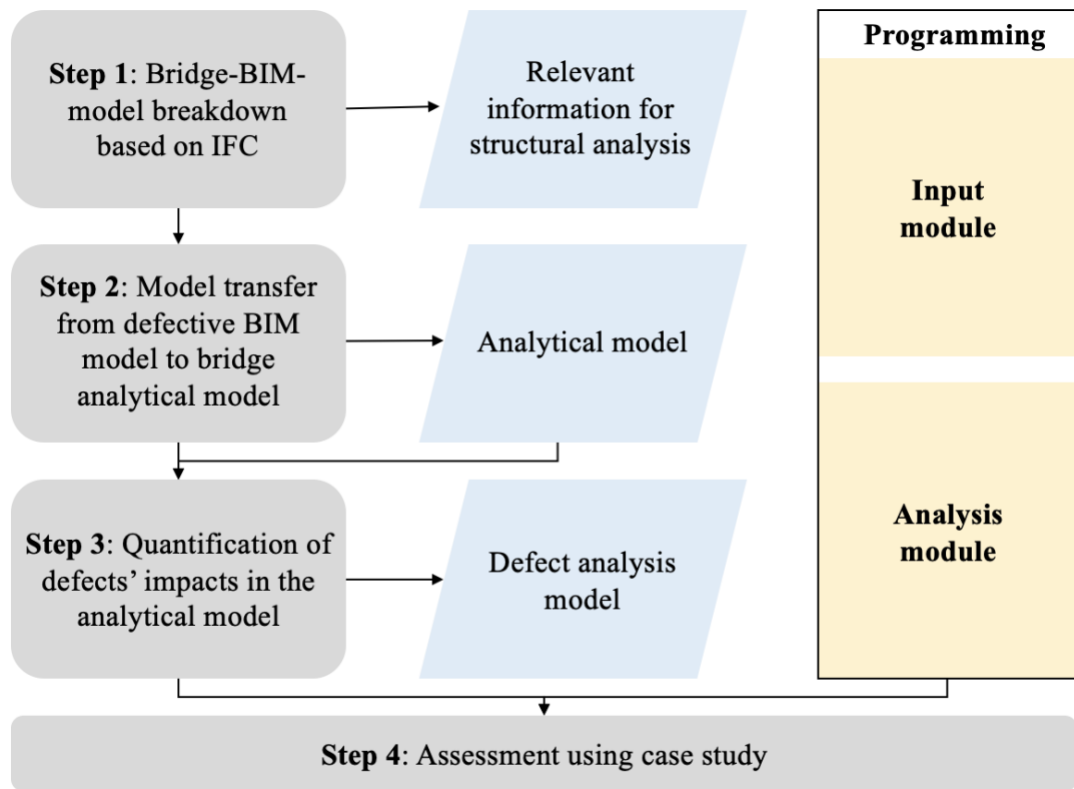 Step 1: Bridge-BIM-
model breakdown
based on IFC
Relevant
information for
structural analysis
Programming
Input
module
Step 2: Model transfer
from defective BIM
model to bridge
analytical model
Analytical model
Analysis
module
Step 3: Quantification of
defects’ impacts in the
analytical model
Defect analysis
model
Step 4: Assessment using case study